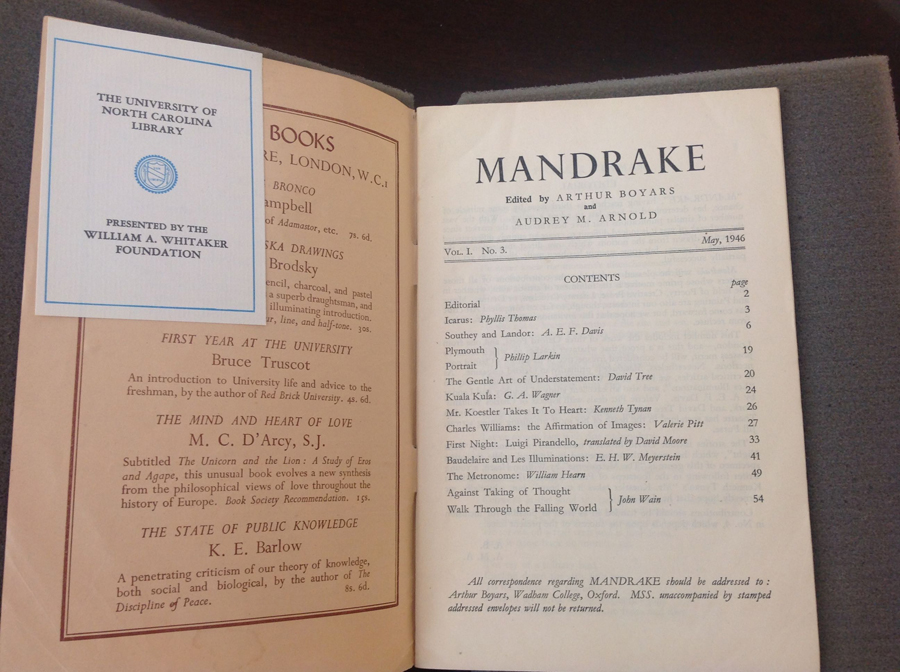 THE UNIVERSITY OF
NORTH CAROLINA
LIBRARY
PRESENTED BY THE
WILLIAM A. WHITAKER
FOUNDATION
BOOKS
RE, LONDON, W.C.1
BRONCO
ampbell
of Adamastor, etc. 7s. 6d.
SKA DRAWINGS
Brodsky
encil, charcoal, and pastel
a superb draughtsman, and
illuminating introduction.
ur, line, and half-tone. 30s.
FIRST YEAR AT THE UNIVERSITY
Bruce Truscot
An introduction to University life and advice to the
freshman, by the author of Red Brick University. 4s. 6d.
THE MIND AND HEART OF LOVE
M. C. D'Arcy, S.J.
Subtitled The Unicorn and the Lion: A Study of Eros
and Agape, this unusual book evolves a new synthesis
from the philosophical views of love throughout the
history of Europe. Book Society Recommendation. 15s.
THE STATE OF PUBLIC KNOWLEDGE
K. E. Barlow
A penetrating criticism of our theory of knowledge,
both social and biological, by the author of The
Discipline of Peace. 8s. 6d.
MANDRAKE
Edited by ARTHUR BOYARS
and
AUDREY M. ARNOLD
VOL. I. No. 3. May, 1946
CONTENTS
page
Editorial 2
Icarus: Phyllis Thomas 3
Southey and Landor: A. E. F. Davis 6
Plymouth
Portrait } Phillip Larkin 19
The Gentle Art of Understatement: David Tree 20
Kuala Kufa: G. A. Wagner 24
Mr. Koestler Takes It To Heart: Kenneth Tynan 26
Charles Williams: the Affirmation of Images: Valerie Pitt 27
First Night: Luigi Pirandello, translated by David Moore 33
Baudelaire and Les Illuminations: E. H. W. Meyerstein 41
The Metronome: William Hearn 49
Against Taking of Thought
Walk Through the Falling World } John Wain 54
All correspondence regarding MANDRAKE should be addressed to:
Arthur Boyars, Wadham College, Oxford. MSS. unaccompanied by stamped
addressed envelopes will not be returned.